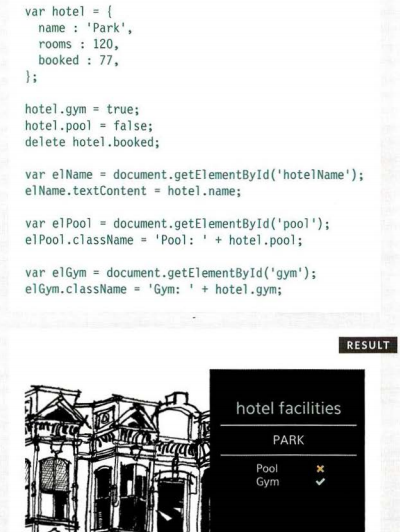 var hotel = {
name : 'Park',
rooms : 120,
booked : 77,
};
hotel.gym = true;
hotel.pool = false;
delete hotel.booked;
var elName = document.getElementById('hotelName');
elName.textContent = hotel.name;
var elPool = document.getElementById('pool');
elPool.className = 'Pool: ' + hotel.pool;
var elGym = document.getElementById('gym');
elGym.className = 'Gym: ' + hotel.gym;
RESULT
hotel facilities
PARK
Pool ×
Gym ✓